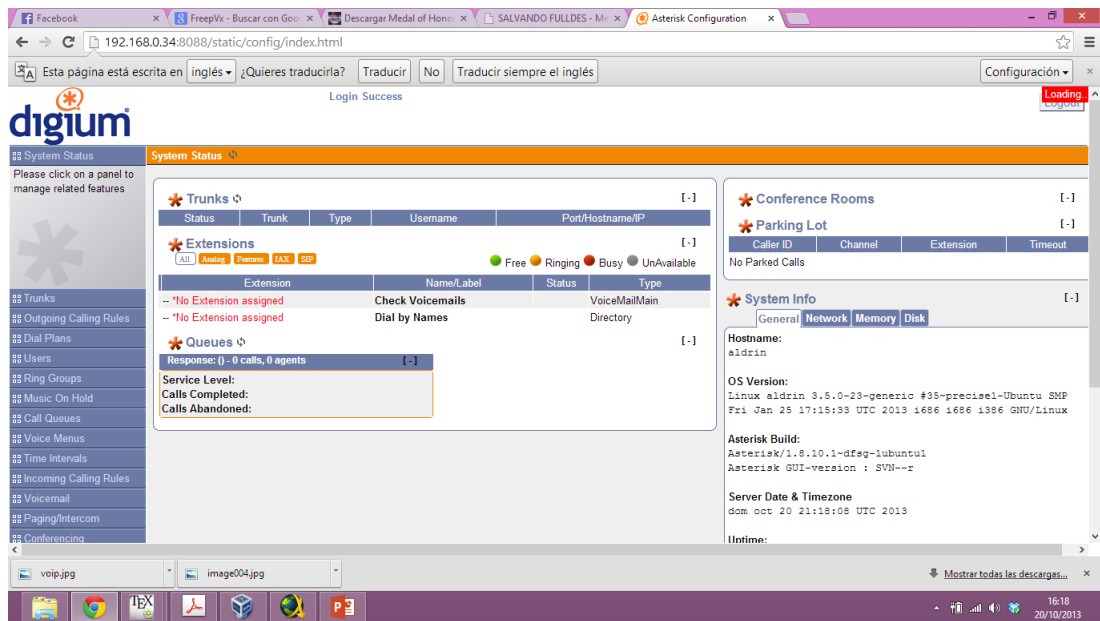 Facebook
8 FreepVx - Buscar con Goo
Descargar Medal of Honor
SALVANDO FULLDES - Me
Asterisk Configuration
192.168.0.34:8088/static/config/index.html
Esta página está escrita en inglés ¿Quieres traducirla? Traducir No Traducir siempre el inglés Configuración
digium
Login Success
Loading..
Logout
System Status
Please click on a panel to
manage related features
Trunks
Outgoing Calling Rules
Dial Plans
Users
Ring Groups
Music On Hold
Call Queues
Voice Menus
Time Intervals
Incoming Calling Rules
Voicemail
Paging/Intercom
Conferencing
System Status
Trunks [-]
Status Trunk Type Username Port/Hostname/IP
Extensions [-]
All Analog Features IAX SIP
Free Ringing Busy UnAvailable
Extension Name/Label Status Type
-- *No Extension assigned Check Voicemails VoiceMailMain
-- *No Extension assigned Dial by Names Directory
Queues [-]
Response: () - 0 calls, 0 agents [-]
Service Level:
Calls Completed:
Calls Abandoned:
Conference Rooms [-]
Parking Lot [-]
Caller ID Channel Extension Timeout
No Parked Calls
System Info [-]
General Network Memory Disk
Hostname:
aldrin
OS Version:
Linux aldrin 3.5.0-23-generic #35~precise1-Ubuntu SMP
Fri Jan 25 17:15:33 UTC 2013 i686 i686 i386 GNU/Linux
Asterisk Build:
Asterisk/1.8.10.1~dfsg-1ubuntu1
Asterisk GUI-version : SVN--r
Server Date & Timezone
dom oct 20 21:18:08 UTC 2013
Uptime:
voip.jpg
image004.jpg
Mostrar todas las descargas...
TEX
P
16:18
20/10/2013